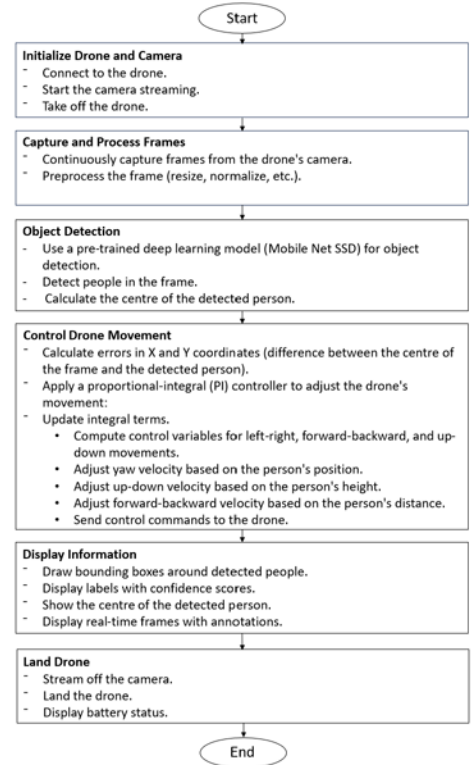 Start
Initialize Drone and Camera
- Connect to the drone.
- Start the camera streaming.
- Take off the drone.
Capture and Process Frames
- Continuously capture frames from the drone's camera.
- Preprocess the frame (resize, normalize, etc.).
Object Detection
- Use a pre-trained deep learning model (Mobile Net SSD) for object
detection.
- Detect people in the frame.
- Calculate the centre of the detected person.
Control Drone Movement
- Calculate errors in X and Y coordinates (difference between the centre of
the frame and the detected person).
- Apply a proportional-integral (PI) controller to adjust the drone's
movement:
- Update integral terms.
• Compute control variables for left-right, forward-backward, and up-
down movements.
• Adjust yaw velocity based on the person's position.
• Adjust up-down velocity based on the person's height.
• Adjust forward-backward velocity based on the person's distance.
• Send control commands to the drone.
Display Information
- Draw bounding boxes around detected people.
- Display labels with confidence scores.
- Show the centre of the detected person.
- Display real-time frames with annotations.
Land Drone
- Stream off the camera.
- Land the drone.
- Display battery status.
End